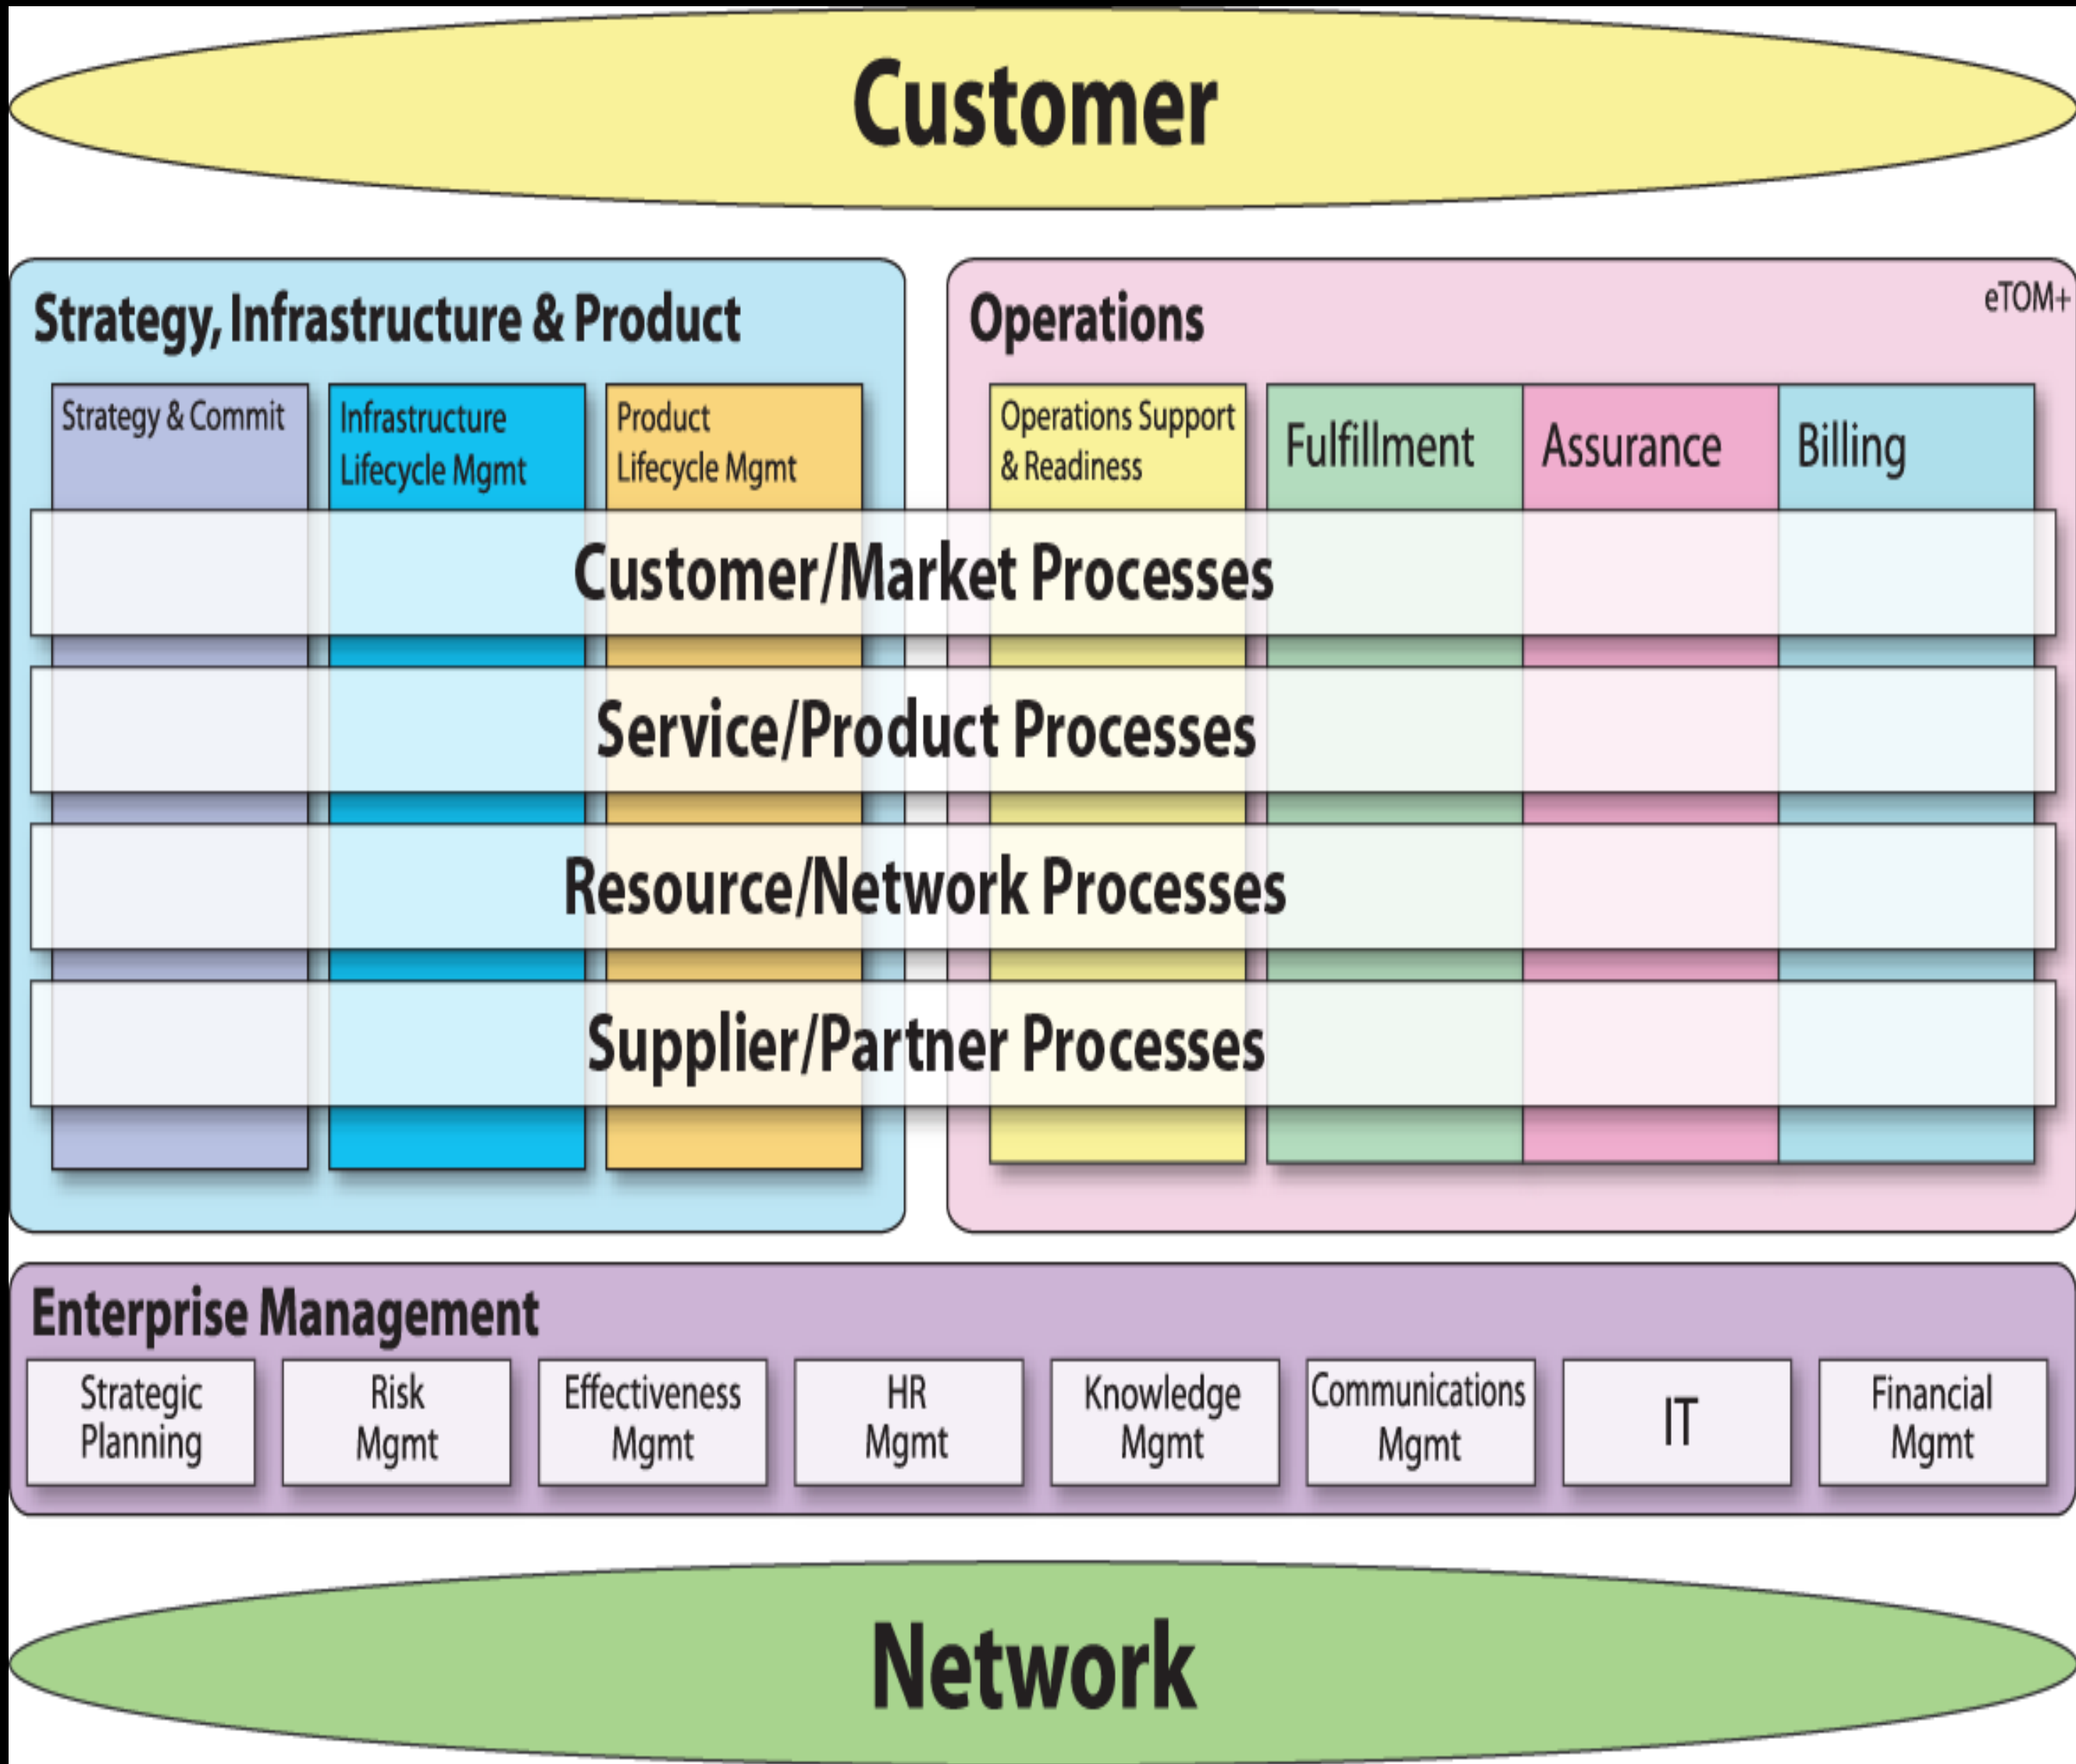 Customer
Strategy, Infrastructure & Product
Strategy & Commit
Infrastructure
Lifecycle Mgmt
Product
Lifecycle Mgmt
Operations
eTOM+
Operations Support
& Readiness
Fulfillment
Assurance
Billing
Customer/Market Processes
Service/Product Processes
Resource/Network Processes
Supplier/Partner Processes
Enterprise Management
Strategic
Planning
Risk
Mgmt
Effectiveness
Mgmt
HR
Mgmt
Knowledge
Mgmt
Communications
Mgmt
IT
Financial
Mgmt
Network